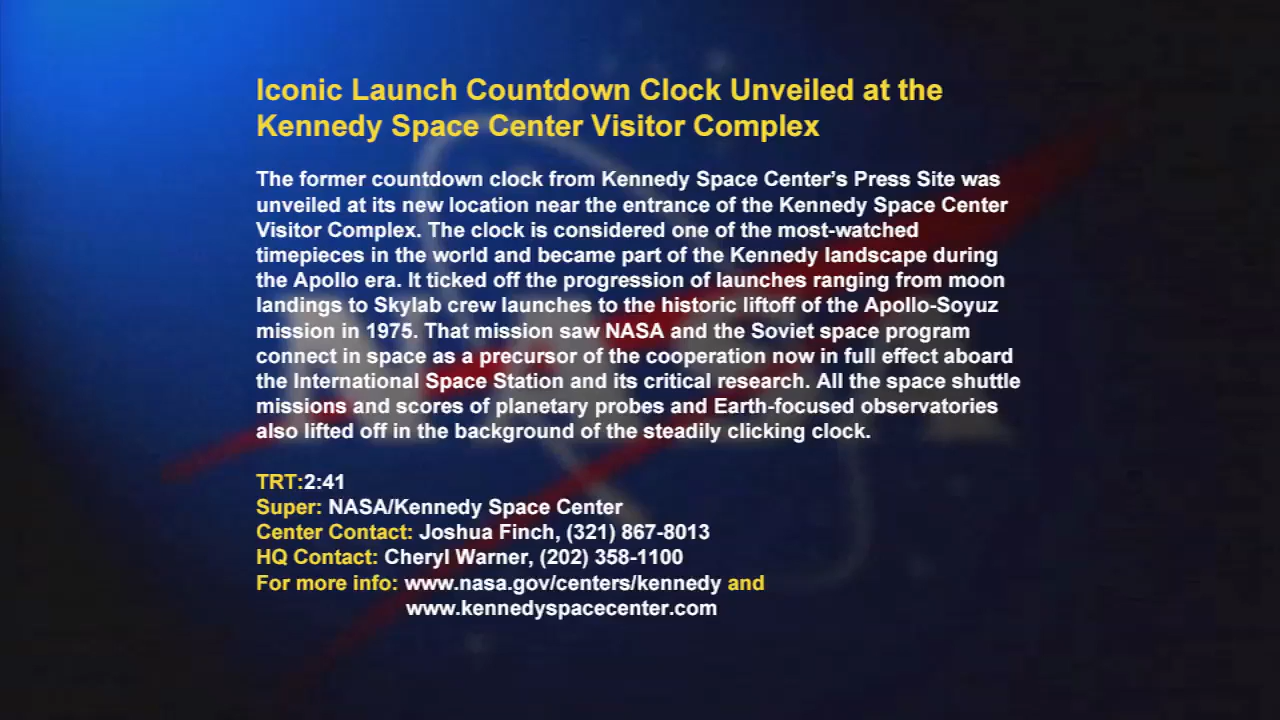 Iconic Launch Countdown Clock Unveiled at the
Kennedy Space Center Visitor Complex
The former countdown clock from Kennedy Space Center’s Press Site was
unveiled at its new location near the entrance of the Kennedy Space Center
Visitor Complex. The clock is considered one of the most-watched
timepieces in the world and became part of the Kennedy landscape during
the Apollo era. It ticked off the progression of launches ranging from moon
landings to Skylab crew launches to the historic liftoff of the Apollo-Soyuz
mission in 1975. That mission saw NASA and the Soviet space program
connect in space as a precursor of the cooperation now in full effect aboard
the International Space Station and its critical research. All the space shuttle
missions and scores of planetary probes and Earth-focused observatories
also lifted off in the background of the steadily clicking clock.
TRT:2:41
Super: NASA/Kennedy Space Center
Center Contact: Joshua Finch, (321) 867-8013
HQ Contact: Cheryl Warner, (202) 358-1100
For more info: www.nasa.gov/centers/kennedy and
www.kennedyspacecenter.com